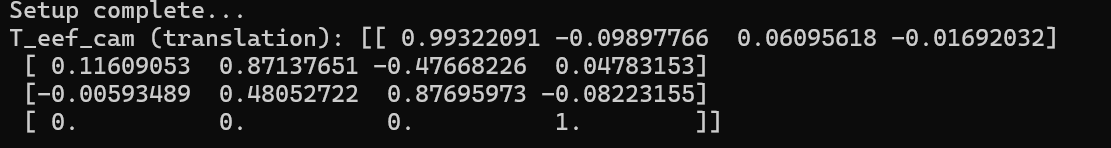 Setup complete...
T_eef_cam (translation): [[ 0.99322091 -0.09897766  0.06095618 -0.01692032]
 [ 0.11609053  0.87137651 -0.47668226  0.04783153]
 [-0.00593489  0.48052722  0.87695973 -0.08223155]
 [ 0.          0.          0.          1.        ]]